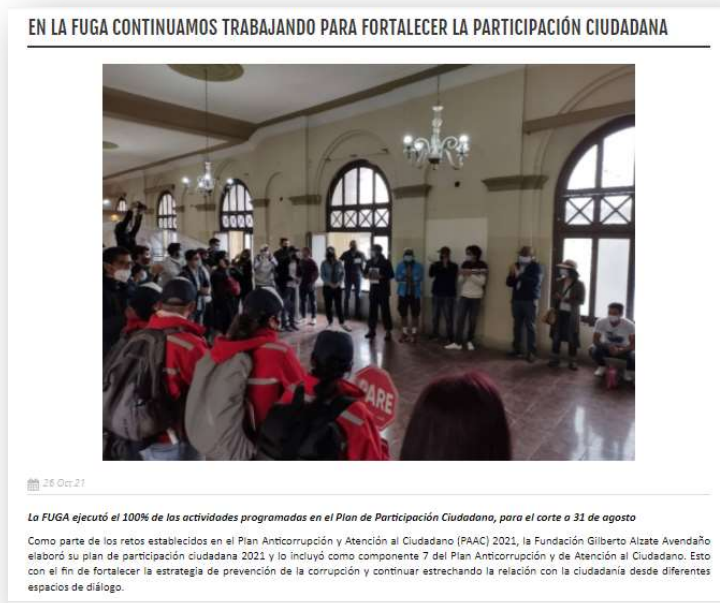 EN LA FUGA CONTINUAMOS TRABAJANDO PARA FORTALECER LA PARTICIPACIÓN CIUDADANA
PARE
28 Oct 21
La FUGA ejecutó el 100% de las actividades programadas en el Plan de Participación Ciudadana, para el corte a 31 de agosto
Como parte de los retos establecidos en el Plan Anticorrupción y Atención al Ciudadano (PAAC) 2021, la Fundación Gilberto Alzate Avendaño
elaboró su plan de participación ciudadana 2021 y lo incluyó como componente 7 del Plan Anticorrupción y de Atención al Ciudadano. Esto
con el fin de fortalecer la estrategia de prevención de la corrupción y continuar estrechando la relación con la ciudadanía desde diferentes
espacios de diálogo.